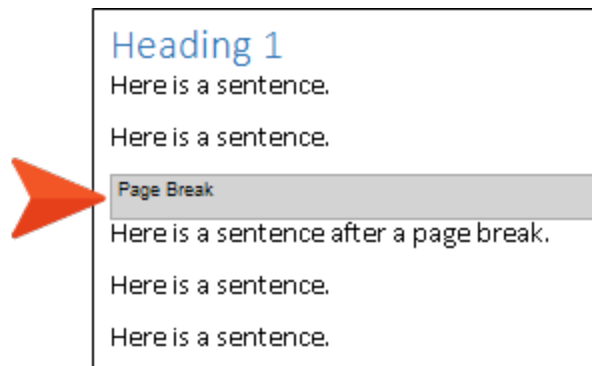 Heading 1
Here is a sentence.
Here is a sentence.
Page Break
Here is a sentence after a page break.
Here is a sentence.
Here is a sentence.